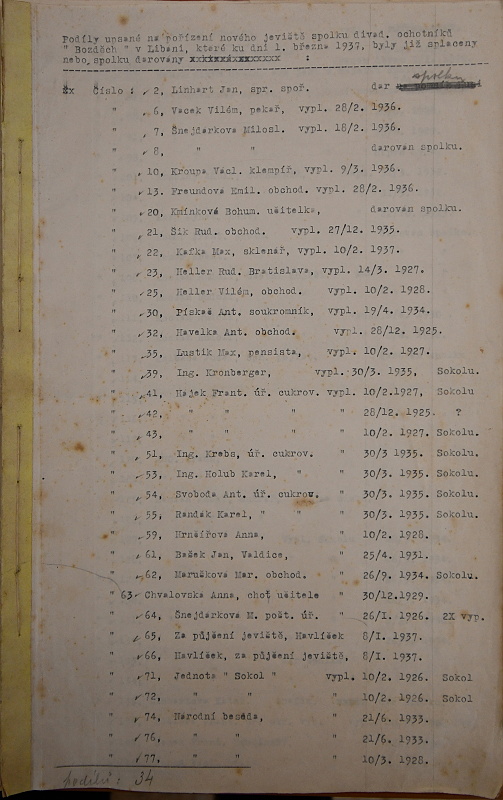 Podíly upsané na pořízení nového jeviště spolku divad. ochotníků
" Bozděch " v Libáni, které ku dni 1. března 1937, byly již splaceny
nebo spolku darovány xxxxxxxxxxxxxxx :
Číslo : 2, Linhart Jan, spr. spoř. dar spolku
" 6, Vacek Vilém, pekař, vypl. 28/2. 1936.
" 7, Šnejdárková Milosl. vypl. 18/2. 1936.
" 8, " " darován spolku.
" 10, Kroupa Václ. klempíř, vypl. 9/3. 1936.
" 13. Freundová Emil. obchod. vypl. 28/2. 1936.
" 20, Kmínková Bohum. učitelka, darován spolku.
" 21, Šik Rud. obchod. vypl. 27/12. 1935.
" 22, Kafka Max, sklenář, vypl. 10/2. 1937.
" 23, Heller Rud. Bratislava, vypl. 14/3. 1927.
" 25, Heller Vilém, obchod. vypl. 10/2. 1928.
" 30, Pískač Ant. soukromník, vypl. 19/4. 1934.
" 32, Havelka Ant. obchod. vypl. 28/12. 1925.
" 35, Lustik Max, pensista, vypl. 10/2. 1927.
" 39, Ing. Kronberger, vypl. 30/3. 1935, Sokolu.
" 41, Hájek Frant. úř. cukrov. vypl. 10/2.1927, Sokolu
" 42, " " " " 28/12. 1925. ?
" 43, " " " " 10/2. 1927. Sokolu.
" 51, Ing. Krebs, úř. cukrov. " 30/3 1935. Sokolu.
" 53, Ing. Holub Karel, " " 30/3. 1935. Sokolu.
" 54, Svoboda Ant. úř. cukrov. " 30/3. 1935. Sokolu.
" 55, Randák Karel, " " " 30/3. 1935. Sokolu.
" 59, Hrnčířová Anna, " 10/2. 1928.
" 61, Bašek Jan, Valdice, " 25/4. 1931.
" 62, Maručková Mar. obchod. " 26/9. 1934. Sokolu.
" 63 Chvalovská Anna, choť učitele " 30/12.1929.
" 64, Šnejdárková M. pošt. úř. " 26/1. 1926. 2X vyp.
" 65, Za půjčení jeviště, Havlíček 8/1. 1937.
" 66, Havlíček, za půjčení jeviště, 8/1. 1937.
" 71, Jednota " Sokol " vypl. 10/2. 1926. Sokol
" 72, " " " 10/2. 1926. Sokol
" 74, Národní beseda, " 21/6. 1933.
" 76, " " " 21/6. 1933.
" 77, " " " 10/3. 1928.
podílů : 34